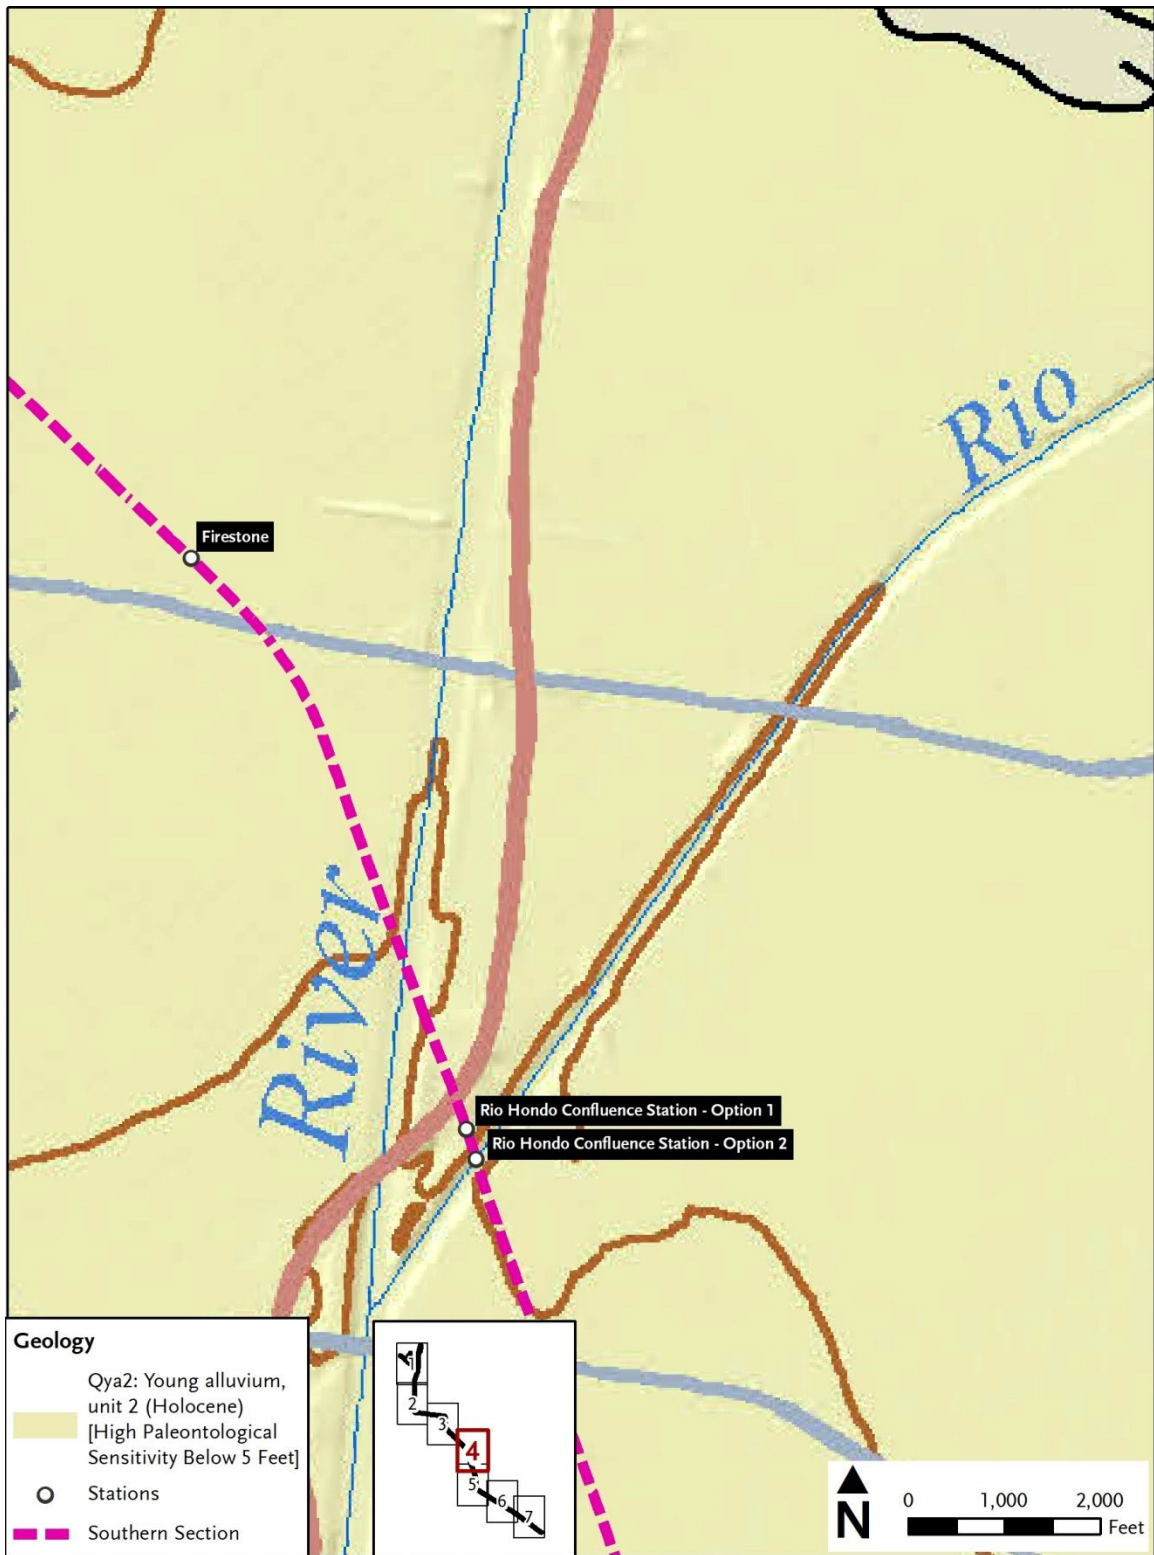 Rio
Firestone
River
Rio Hondo Confluence Station - Option 1
Rio Hondo Confluence Station - Option 2
Geology
Qya2: Young alluvium,
unit 2 (Holocene)
[High Paleontological
Sensitivity Below 5 Feet]
Stations
Southern Section
1
2
3
4
5
6
7
N
0 1,000 2,000
Feet